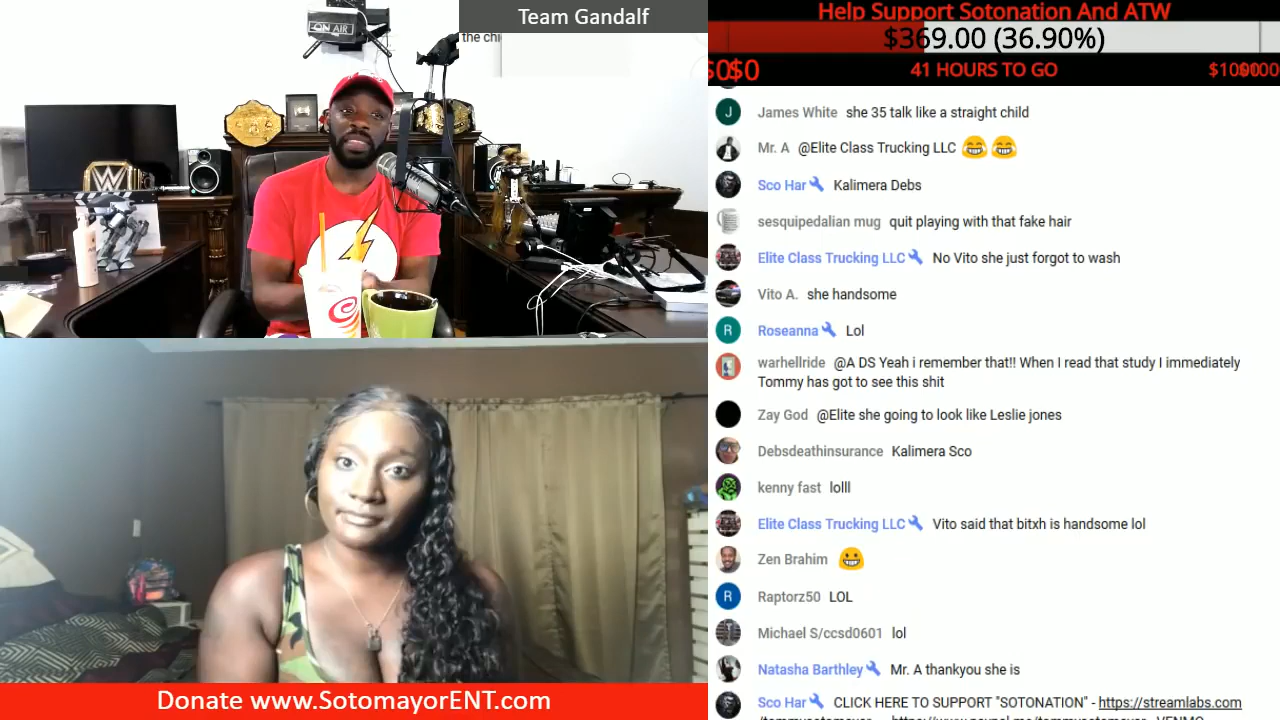 Team Gandalf
the chi
ON AIR
W
Help Support Sotonation And ATW
$369.00 (36.90%)
$0
41 HOURS TO GO
J James White she 35 talk like a straight child
Mr. A @Elite Class Trucking LLC 😂😂
Sco Har Kalimera Debs
sesquipedalian mug quit playing with that fake hair
Elite Class Trucking LLC No Vito she just forgot to wash
Vito A. she handsome
R Roseanna Lol
warhellride @A DS Yeah i remember that!! When I read that study I immediately
Tommy has got to see this shit
Zay God @Elite she going to look like Leslie jones
Debsdeathinsurance Kalimera Sco
kenny fast lolll
Elite Class Trucking LLC Vito said that bitxh is handsome lol
Zen Brahim 😀
R Raptorz50 LOL
Michael S/ccsd0601 lol
Natasha Barthley Mr. A thankyou she is
Sco Har CLICK HERE TO SUPPORT "SOTONATION" - https://streamlabs.com
Donate www.SotomayorENT.com